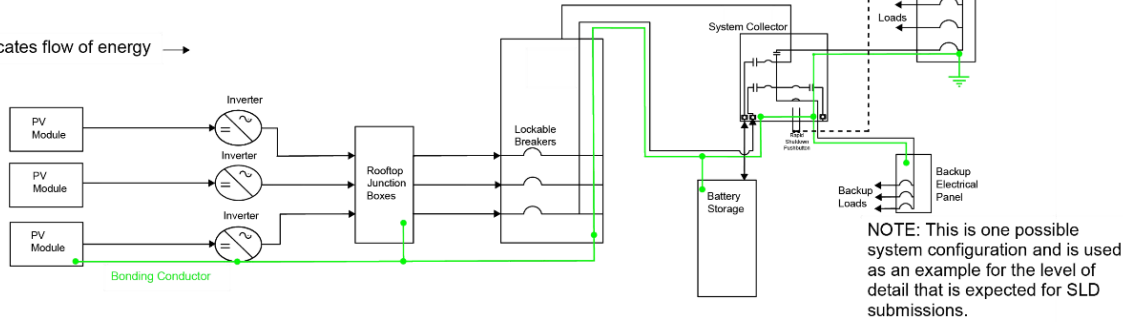 Loads
System Collector
cates flow of energy
Inverter
PV
Module
Lockable
Breakers
Rapid
Shutdown
Pushbutton
Inverter
Rooftop
Junction
Boxes
PV
Module
Backup
Electrical
Panel
Backup
Loads
Battery
Storage
Inverter
PV
Module
Bonding Conductor
NOTE: This is one possible
system configuration and is used
as an example for the level of
detail that is expected for SLD
submissions.